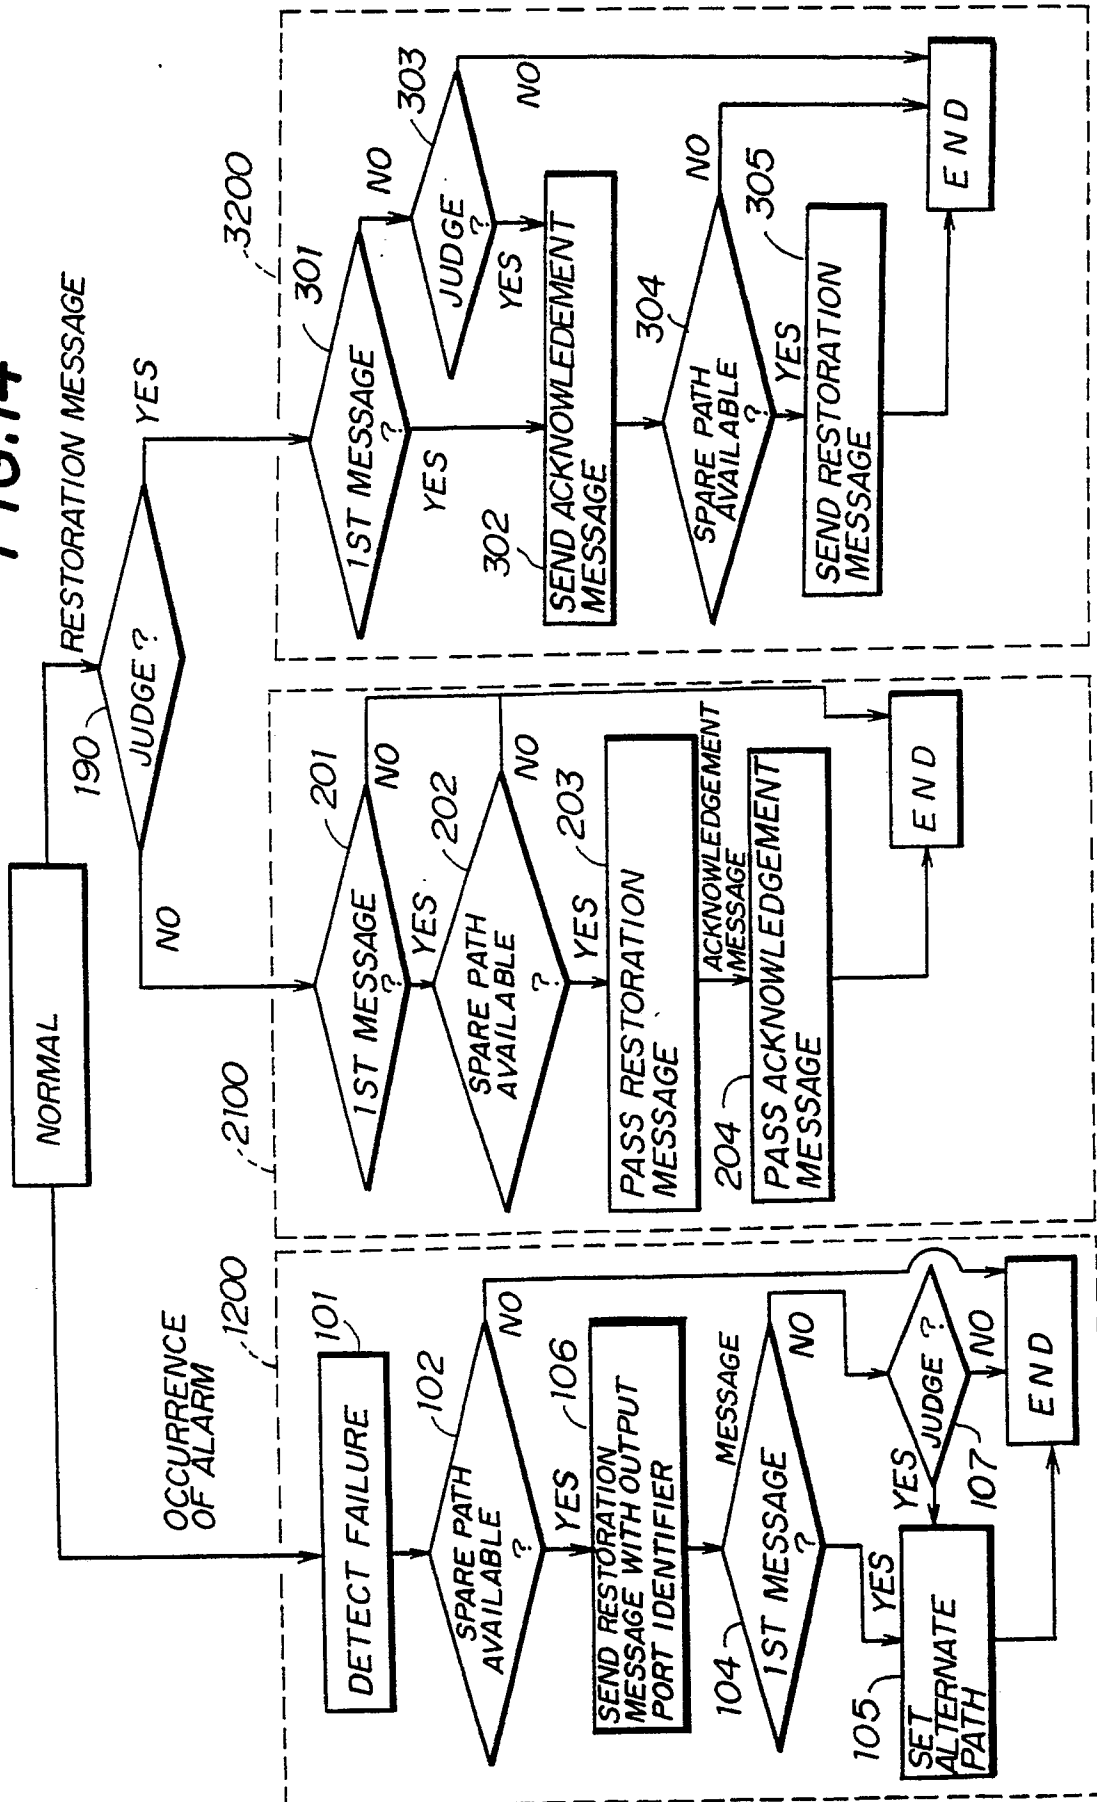 FIG.14
NORMAL
OCCURRENCE
OF ALARM
1200
DETECT FAILURE
101
SPARE PATH
AVAILABLE
?
102
NO
YES
SEND RESTORATION
MESSAGE WITH OUTPUT
PORT IDENTIFIER
106
MESSAGE
1ST MESSAGE
?
104
NO
YES
JUDGE ?
107
YES
NO
SET
ALTERNATE
PATH
105
END
RESTORATION MESSAGE
JUDGE ?
190
NO
YES
2100
1ST MESSAGE
?
201
NO
YES
SPARE PATH
AVAILABLE
?
202
NO
YES
PASS RESTORATION
MESSAGE
203
ACKNOWLEDGEMENT
MESSAGE
PASS ACKNOWLEDGEMENT
MESSAGE
204
END
3200
1ST MESSAGE
?
301
NO
YES
JUDGE
?
303
NO
YES
SEND ACKNOWLEDEMENT
MESSAGE
302
SPARE PATH
AVAILABLE
?
304
NO
YES
SEND RESTORATION
MESSAGE
305
END